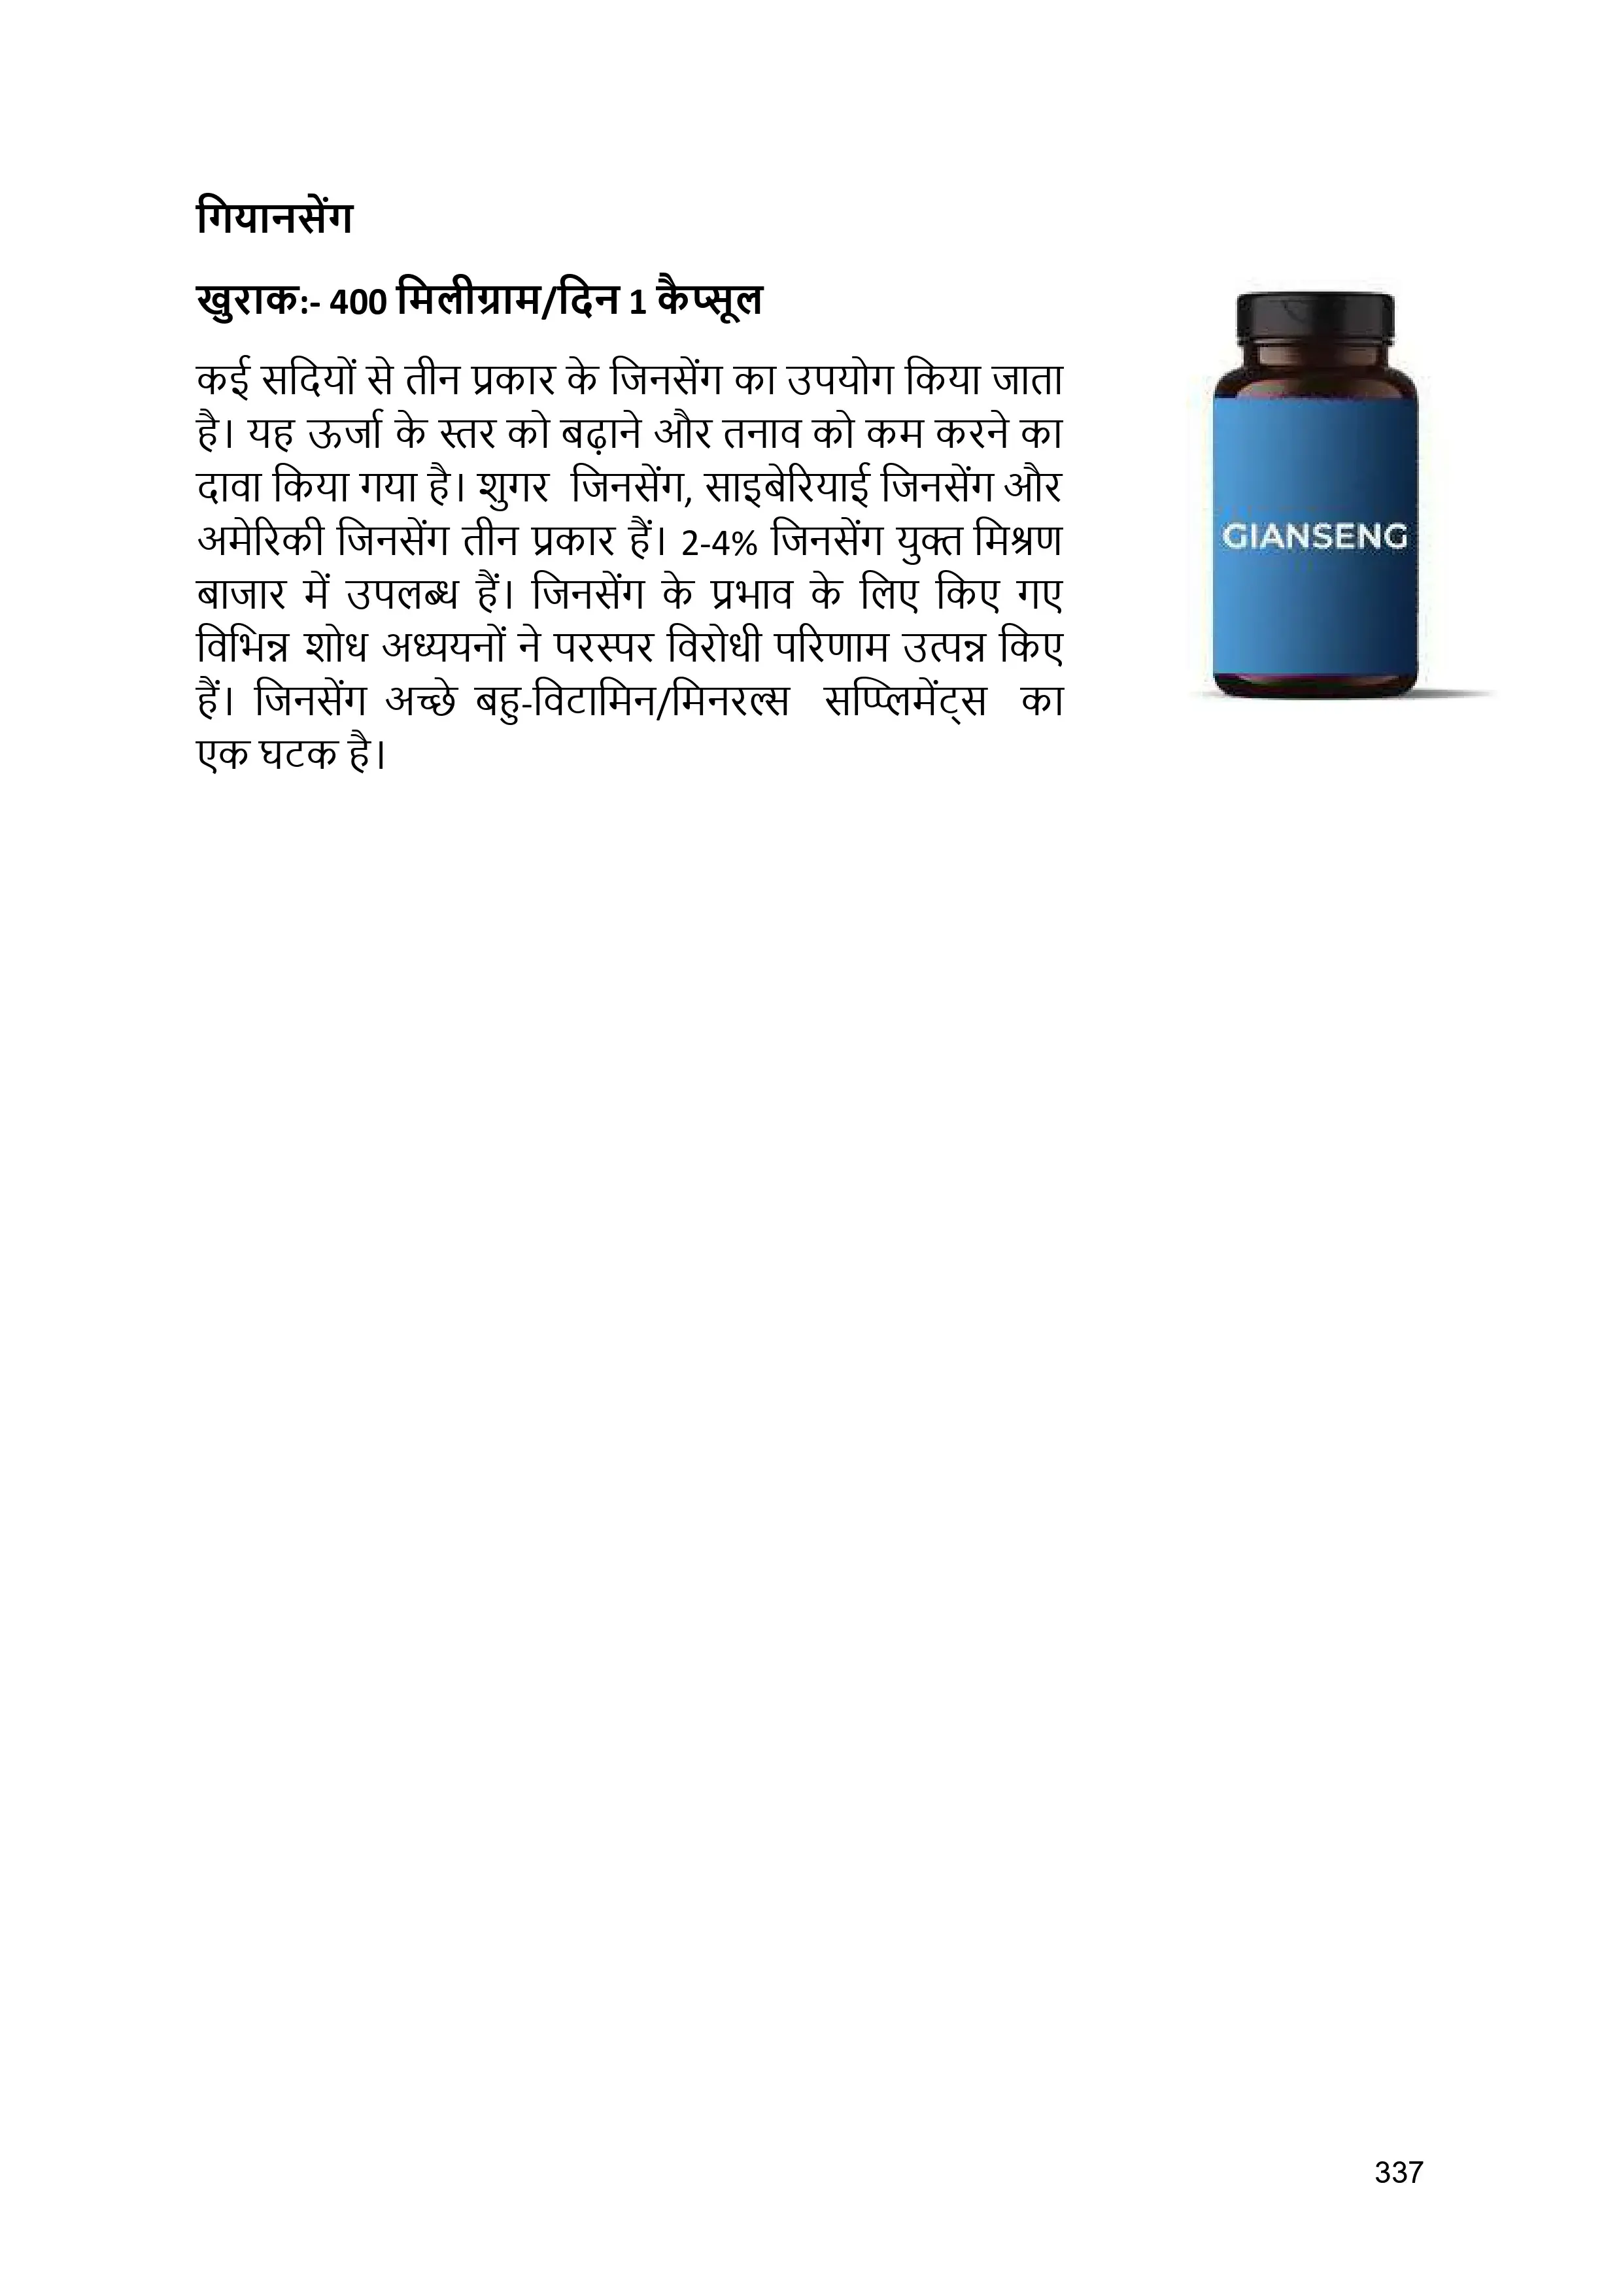 गियानसेंग
खुराक:- 400 मिलीग्राम/दिन 1 कैप्सूल
कई सदियों से तीन प्रकार के जिनसेंग का उपयोग किया जाता
है। यह ऊर्जा के स्तर को बढ़ाने और तनाव को कम करने का
दावा किया गया है। शुगर जिनसेंग, साइबेरियाई जिनसेंग और
अमेरिकी जिनसेंग तीन प्रकार हैं। 2-4% जिनसेंग युक्त मिश्रण
बाजार में उपलब्ध हैं। जिनसेंग के प्रभाव के लिए किए गए
विभिन्न शोध अध्ययनों ने परस्पर विरोधी परिणाम उत्पन्न किए
हैं। जिनसेंग अच्छे बहु-विटामिन/मिनरल्स सप्प्लिमेंट्स का
एक घटक है।
GIANSENG
337